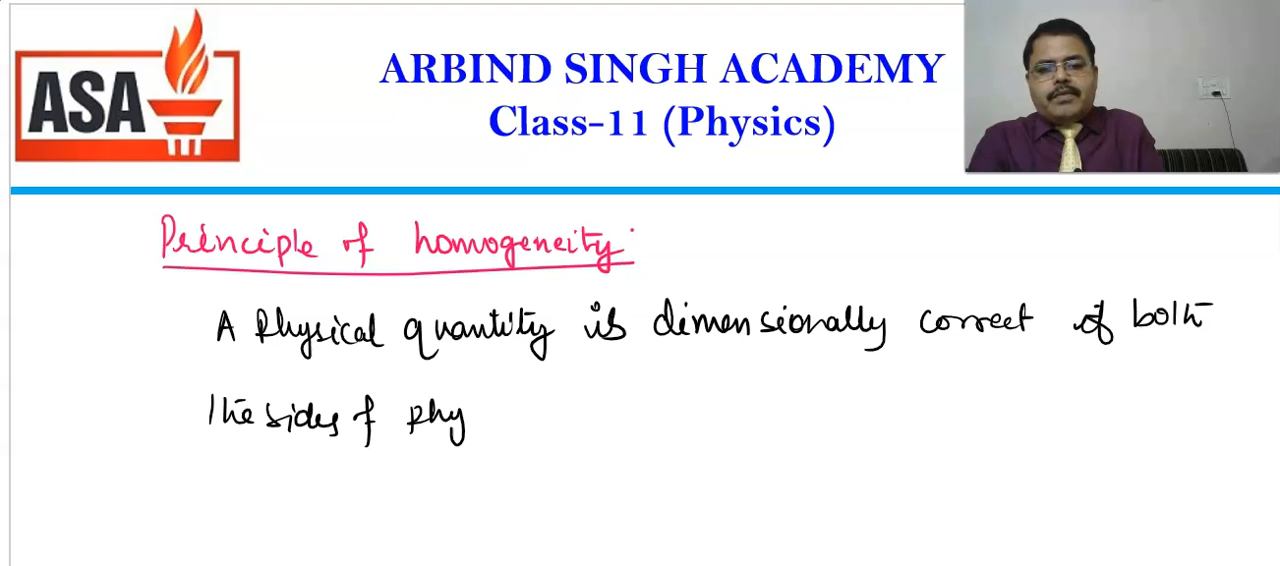 ASA
ARBIND SINGH ACADEMY
Class-11 (Physics)
Principle of homogeneity
A Physical quantity is dimensionally correct if both
the sides of Phy